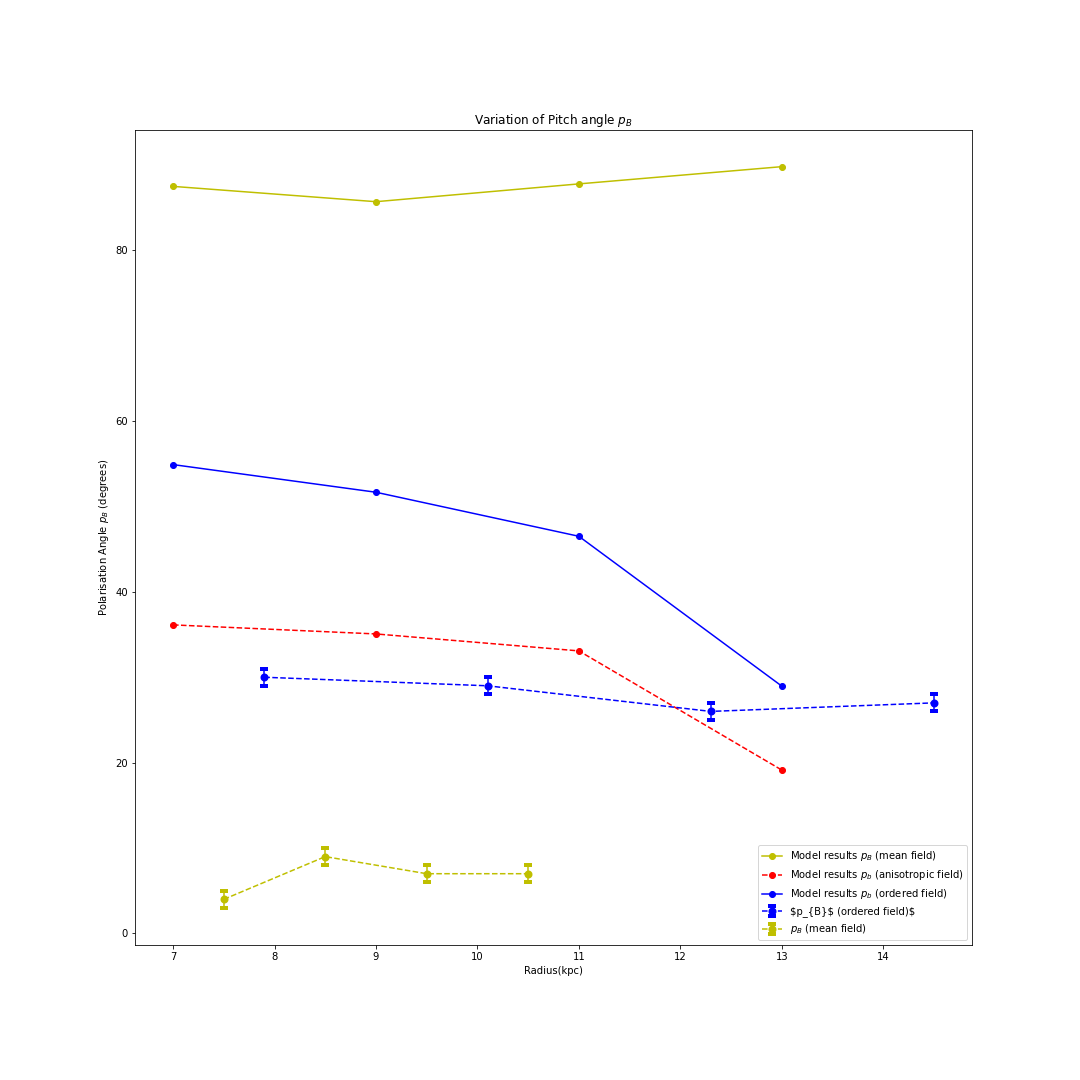 Variation of Pitch angle $p_B$
Polarisation Angle $p_B$ (degrees)
80
60
40
20
0
7 8 9 10 11 12 13 14
Radius(kpc)
Model results $p_B$ (mean field)
Model results $p_b$ (anisotropic field)
Model results $p_b$ (ordered field)
$p_{B}$ (ordered field)$
$p_B$ (mean field)